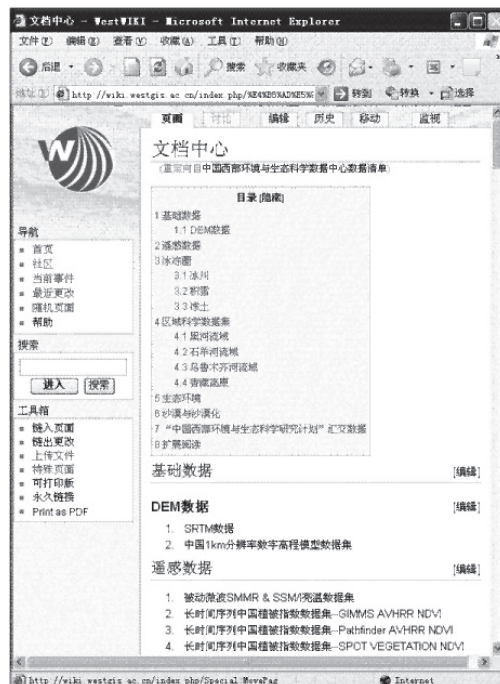 文档中心 - WestWIKI - Microsoft Internet Explorer
文件(F) 编辑(E) 查看(V) 收藏(A) 工具(T) 帮助(H)
后退 搜索 收藏夹
地址(D) http://wiki.westgis.ac.cn/index.php/%E4%B8%AD%E5% 转到 转换 选择
页面 讨论 编辑 历史 移动 监视
文档中心
(重定向自中国西部环境与生态科学数据中心数据清单)
目录 [隐藏]
1 基础数据
1.1 DEM数据
2 遥感数据
3 冰冻圈
3.1 冰川
3.2 积雪
3.3 冻土
4 区域科学数据集
4.1 黑河流域
4.2 石羊河流域
4.3 乌鲁木齐河流域
4.4 青藏高原
5 生态环境
6 沙漠与沙漠化
7 “中国西部环境与生态科学研究计划”汇交数据
8 扩展阅读
导航
首页
社区
当前事件
最近更改
随机页面
帮助
搜索
进入 搜索
工具箱
链入页面
链出更改
上传文件
特殊页面
可打印版
永久链接
Print as PDF
基础数据 [编辑]
DEM数据 [编辑]
1. SRTM数据
2. 中国1km分辨率数字高程模型数据集
遥感数据 [编辑]
1. 被动微波SMMR & SSM/I亮温数据集
2. 长时间序列中国植被指数数据集--GIMMS AVHRR NDVI
3. 长时间序列中国植被指数数据集--Pathfinder AVHRR NDVI
4. 长时间序列中国植被指数数据集--SPOT VEGETATION NDVI
http://wiki.westgis.ac.cn/index.php/Special:MovePag Internet